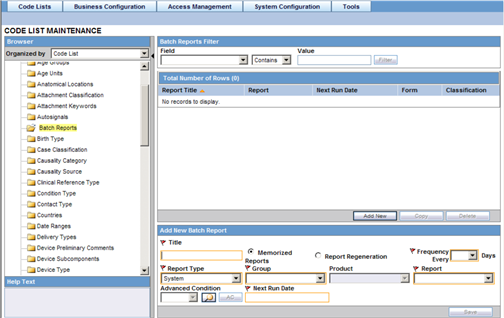 Code Lists Business Configuration Access Management System Configuration Tools
CODE LIST MAINTENANCE
Browser
Organized by Code List
Age Groups
Age Units
Anatomical Locations
Attachment Classification
Attachment Keywords
Autosignals
Batch Reports
Birth Type
Case Classification
Causality Category
Causality Source
Clinical Reference Type
Condition Type
Contact Type
Countries
Date Ranges
Delivery Types
Device Preliminary Comments
Device Subcomponents
Device Type
Help Text
Batch Reports Filter
Field Value
Contains Filter
Total Number of Rows (0)
Report Title Report Next Run Date Form Classification
No records to display.
Add New Copy Delete
Add New Batch Report
Title Memorized Reports Report Regeneration Frequency Every Days
Report Type Group Product Report
System
Advanced Condition Next Run Date
AC
Save